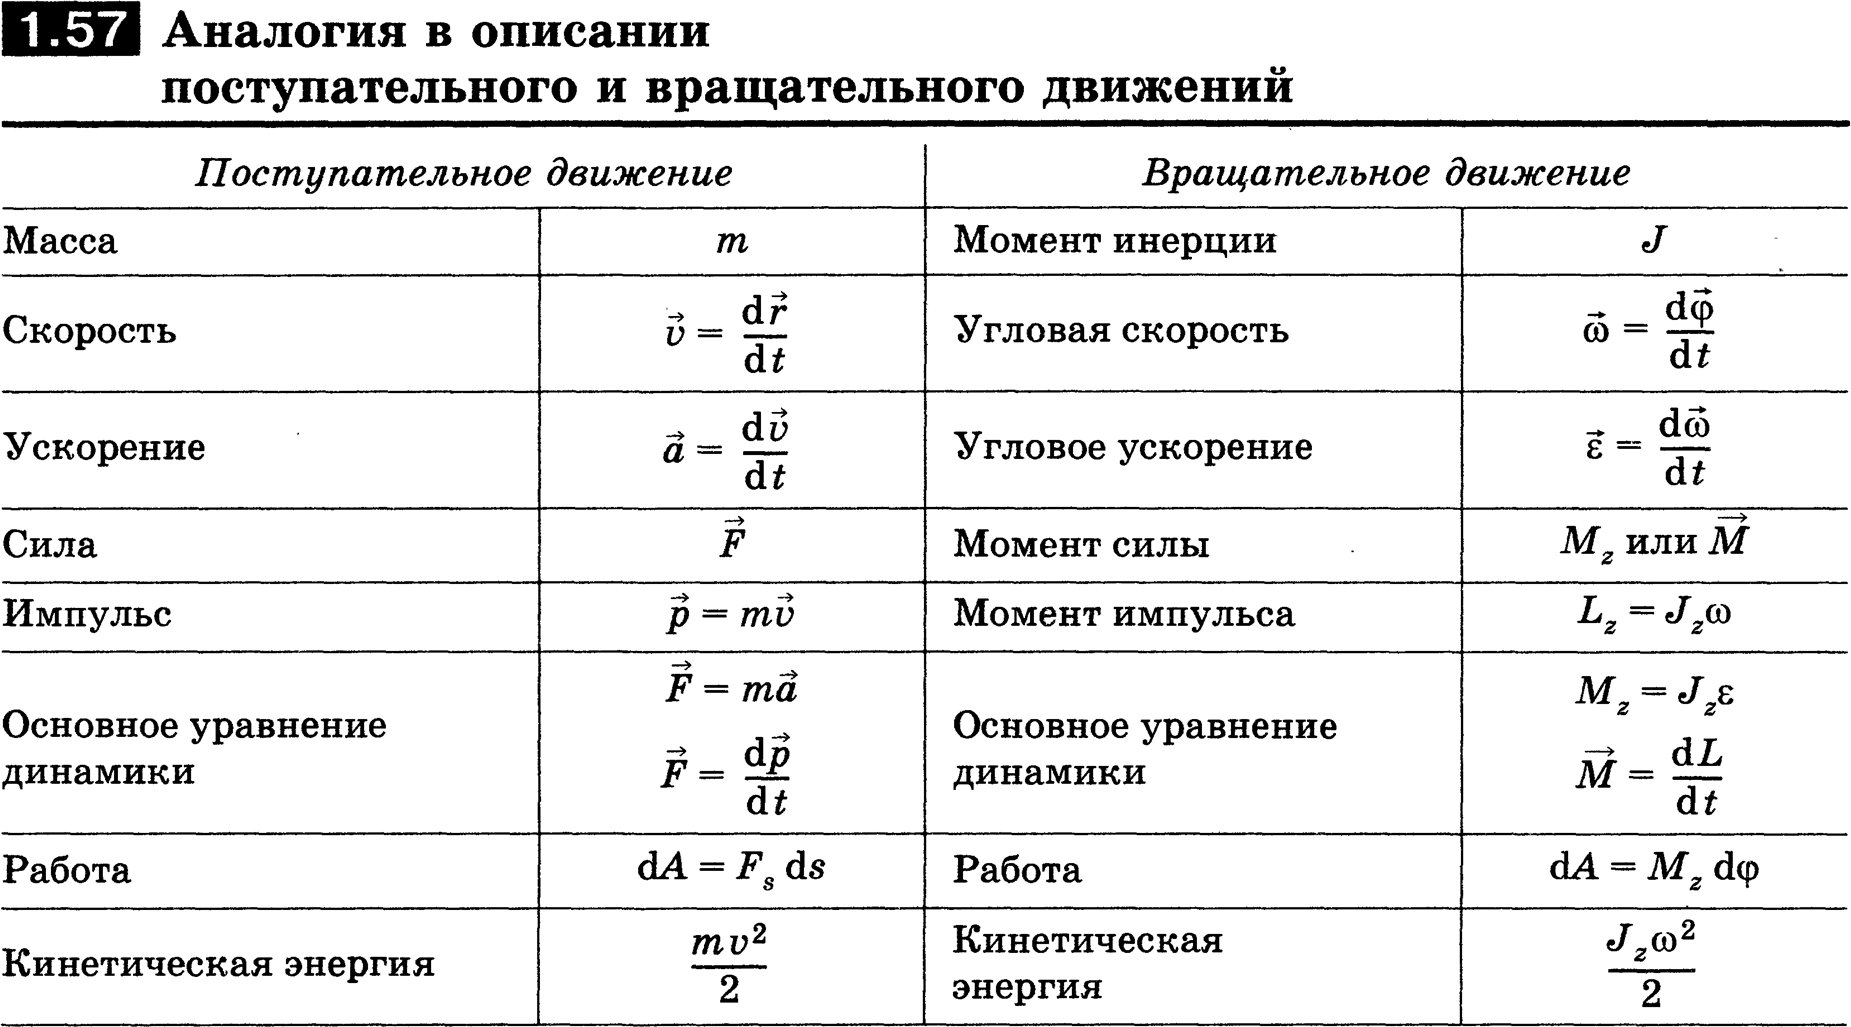 1.57 Аналогия в описании
поступательного и вращательного движений
Поступательное движение | Вращательное движение
Масса | m | Момент инерции | J
Скорость | v⃗ = dr⃗/dt | Угловая скорость | ω⃗ = dφ⃗/dt
Ускорение | a⃗ = dv⃗/dt | Угловое ускорение | ε⃗ = dω⃗/dt
Сила | F⃗ | Момент силы | M_z или M⃗
Импульс | p⃗ = mv⃗ | Момент импульса | L_z = J_zω
Основное уравнение динамики | F⃗ = ma⃗ F⃗ = dp⃗/dt | Основное уравнение динамики | M_z = J_zε M⃗ = dL/dt
Работа | dA = F_s ds | Работа | dA = M_z dφ
Кинетическая энергия | mv²/2 | Кинетическая энергия | J_zω²/2